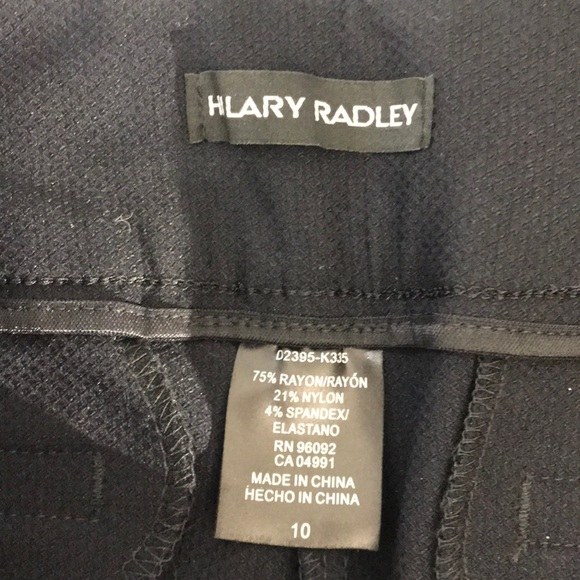 HILARY RADLEY
02395-K335
75% RAYON/RAYÓN
21% NYLON
4% SPANDEX/
ELASTANO
RN 96092
CA 04991
MADE IN CHINA
HECHO IN CHINA
10